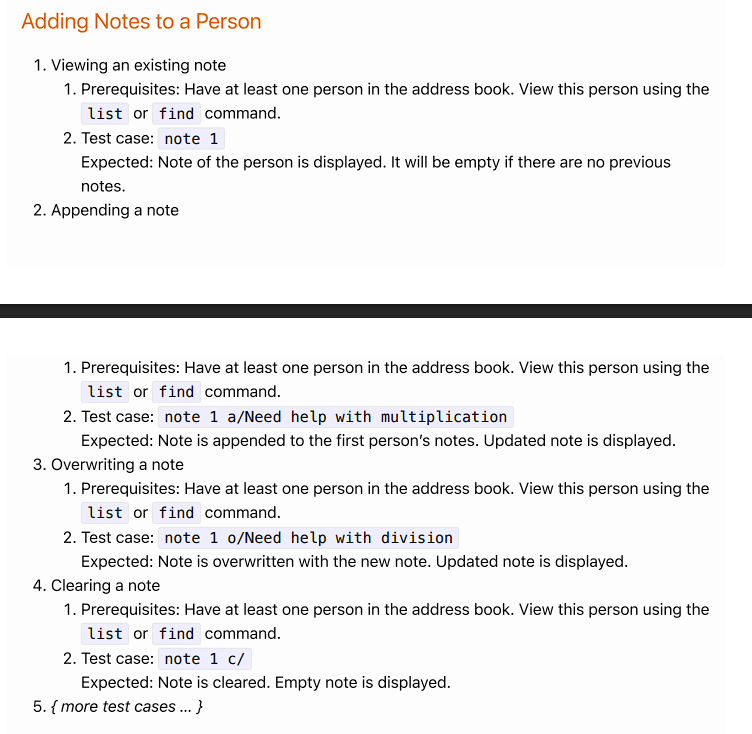 Adding Notes to a Person
1. Viewing an existing note
1. Prerequisites: Have at least one person in the address book. View this person using the
list or find command.
2. Test case: note 1
Expected: Note of the person is displayed. It will be empty if there are no previous
notes.
2. Appending a note
1. Prerequisites: Have at least one person in the address book. View this person using the
list or find command.
2. Test case: note 1 a/Need help with multiplication
Expected: Note is appended to the first person’s notes. Updated note is displayed.
3. Overwriting a note
1. Prerequisites: Have at least one person in the address book. View this person using the
list or find command.
2. Test case: note 1 o/Need help with division
Expected: Note is overwritten with the new note. Updated note is displayed.
4. Clearing a note
1. Prerequisites: Have at least one person in the address book. View this person using the
list or find command.
2. Test case: note 1 c/
Expected: Note is cleared. Empty note is displayed.
5. { more test cases … }